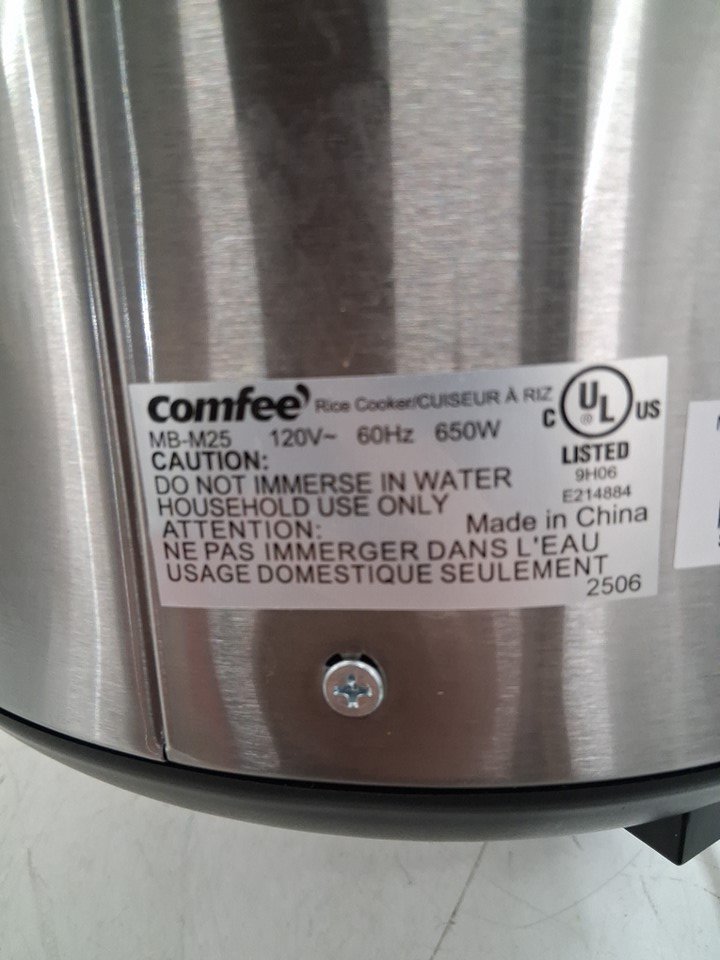 comfee' Rice Cooker/CUISEUR À RIZ
MB-M25 120V~ 60Hz 650W
C UL ® US
LISTED
9H06
E214884
CAUTION:
DO NOT IMMERSE IN WATER
HOUSEHOLD USE ONLY
Made in China
ATTENTION:
NE PAS IMMERGER DANS L'EAU
USAGE DOMESTIQUE SEULEMENT
2506